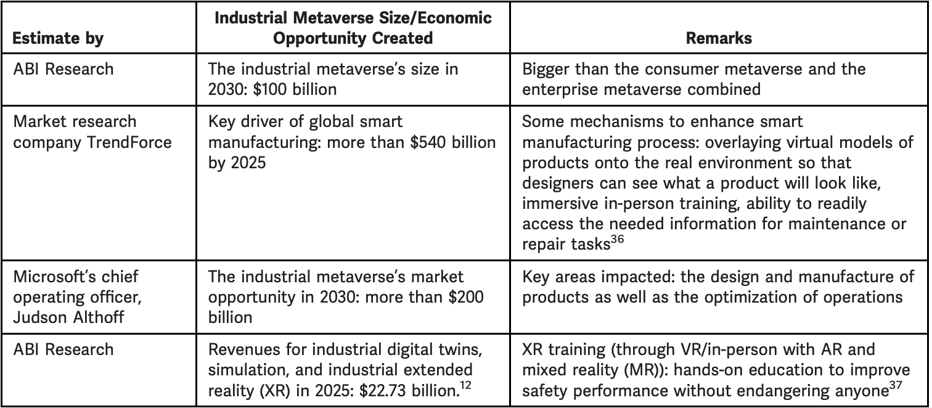 Estimate by
Industrial Metaverse Size/Economic
Opportunity Created
Remarks
ABI Research
The industrial metaverse’s size in
2030: $100 billion
Bigger than the consumer metaverse and the
enterprise metaverse combined
Market research
company TrendForce
Key driver of global smart
manufacturing: more than $540 billion
by 2025
Some mechanisms to enhance smart
manufacturing process: overlaying virtual models of
products onto the real environment so that
designers can see what a product will look like,
immersive in-person training, ability to readily
access the needed information for maintenance or
repair tasks³⁶
Microsoft’s chief
operating officer,
Judson Althoff
The industrial metaverse’s market
opportunity in 2030: more than $200
billion
Key areas impacted: the design and manufacture of
products as well as the optimization of operations
ABI Research
Revenues for industrial digital twins,
simulation, and industrial extended
reality (XR) in 2025: $22.73 billion.¹²
XR training (through VR/in-person with AR and
mixed reality (MR)): hands-on education to improve
safety performance without endangering anyone³⁷